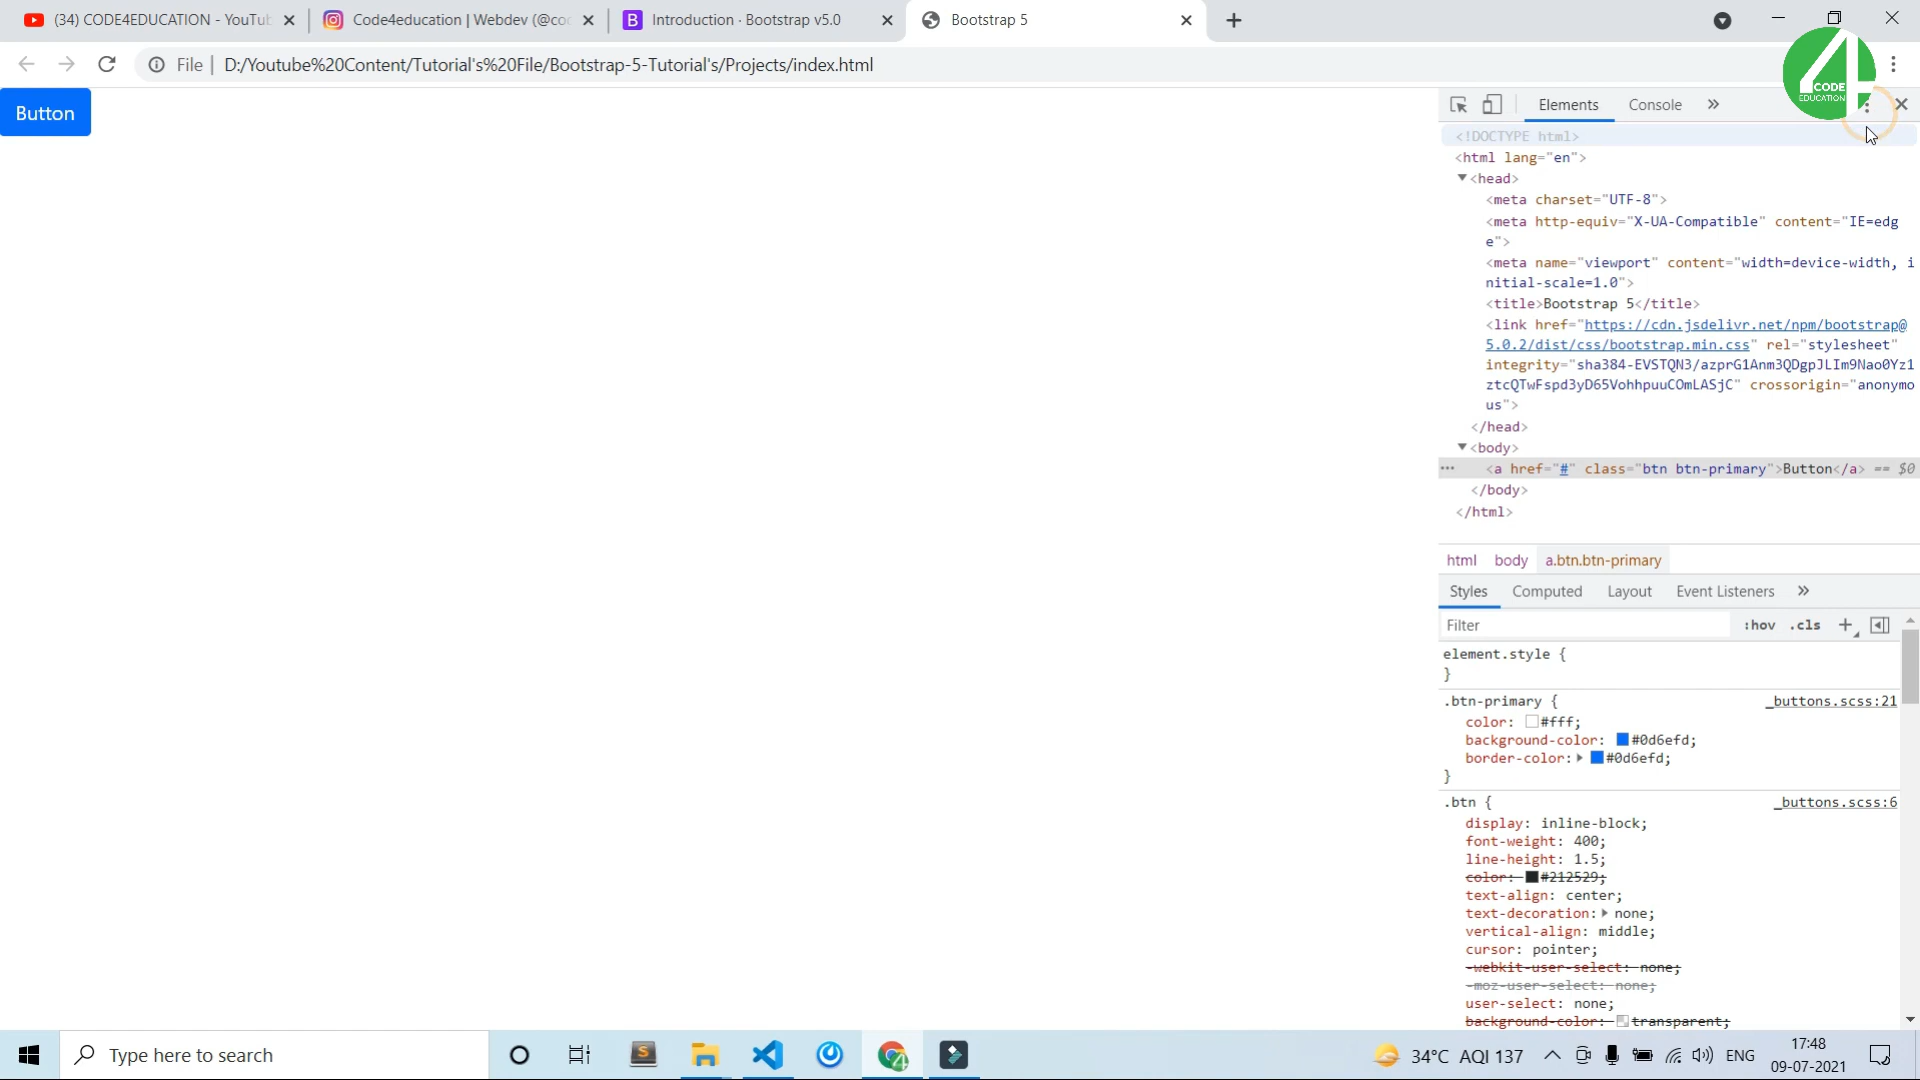 (34) CODE4EDUCATION - YouTub
Code4education | Webdev (@co
Introduction · Bootstrap v5.0
Bootstrap 5
File | D:/Youtube%20Content/Tutorial's%20File/Bootstrap-5-Tutorial's/Projects/index.html
4
CODE
EDUCATION
Button
Elements Console »
<!DOCTYPE html>
<html lang="en">
<head>
<meta charset="UTF-8">
<meta http-equiv="X-UA-Compatible" content="IE=edg
e">
<meta name="viewport" content="width=device-width, i
nitial-scale=1.0">
<title>Bootstrap 5</title>
<link href="https://cdn.jsdelivr.net/npm/bootstrap@
5.0.2/dist/css/bootstrap.min.css" rel="stylesheet"
integrity="sha384-EVSTQN3/azprG1Anm3QDgpJLIm9Nao0Yz1
ztcQTwFspd3yD65VohhpuuCOmLASjC" crossorigin="anonymo
us">
</head>
<body>
<a href="#" class="btn btn-primary">Button</a> == $0
</body>
</html>
html body a.btn.btn-primary
Styles Computed Layout Event Listeners »
Filter :hov .cls +
element.style {
}
.btn-primary { _buttons.scss:21
color: #fff;
background-color: #0d6efd;
border-color: #0d6efd;
}
.btn { _buttons.scss:6
display: inline-block;
font-weight: 400;
line-height: 1.5;
color: #212529;
text-align: center;
text-decoration: none;
vertical-align: middle;
cursor: pointer;
-webkit-user-select: none;
-moz-user-select: none;
user-select: none;
background-color: transparent;
Type here to search
34°C AQI 137
ENG
17:48
09-07-2021